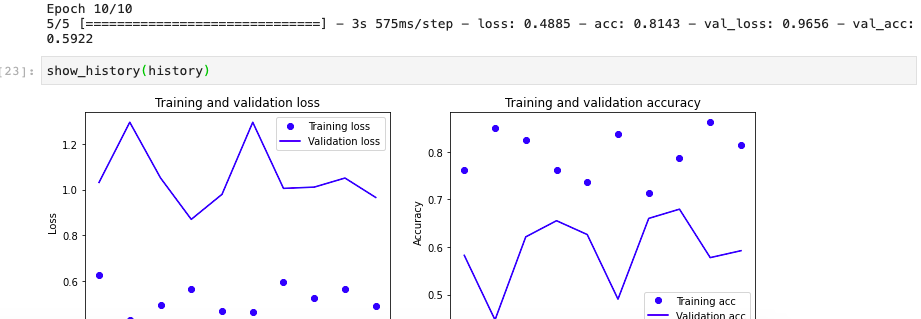 Epoch 10/10
5/5 [==============================] - 3s 575ms/step - loss: 0.4885 - acc: 0.8143 - val_loss: 0.9656 - val_acc:
0.5922
[23]: show_history(history)
Training and validation loss
Training loss
Validation loss
1.2
1.0
0.8
0.6
Loss
Training and validation accuracy
0.8
0.7
0.6
0.5
Accuracy
Training acc
Validation acc